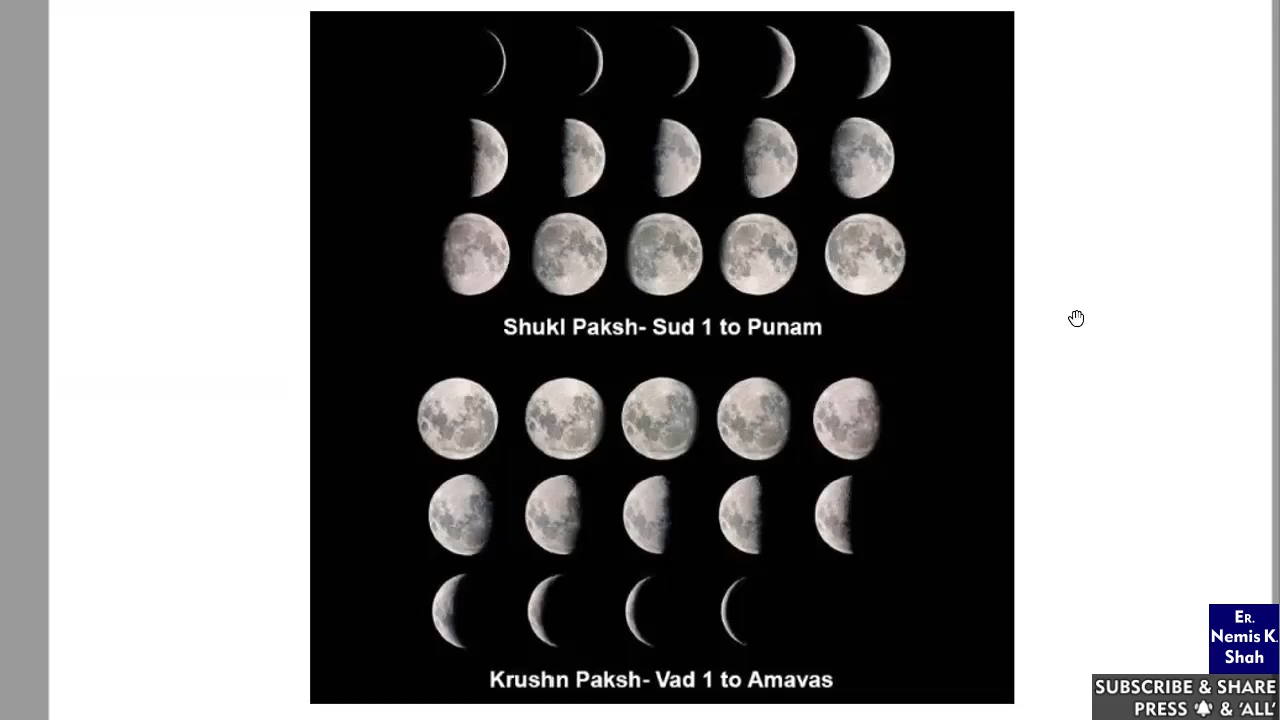 Shukl Paksh- Sud 1 to Punam
Krushn Paksh- Vad 1 to Amavas
Er.
Nemis K.
Shah
SUBSCRIBE & SHARE
PRESS & 'ALL'